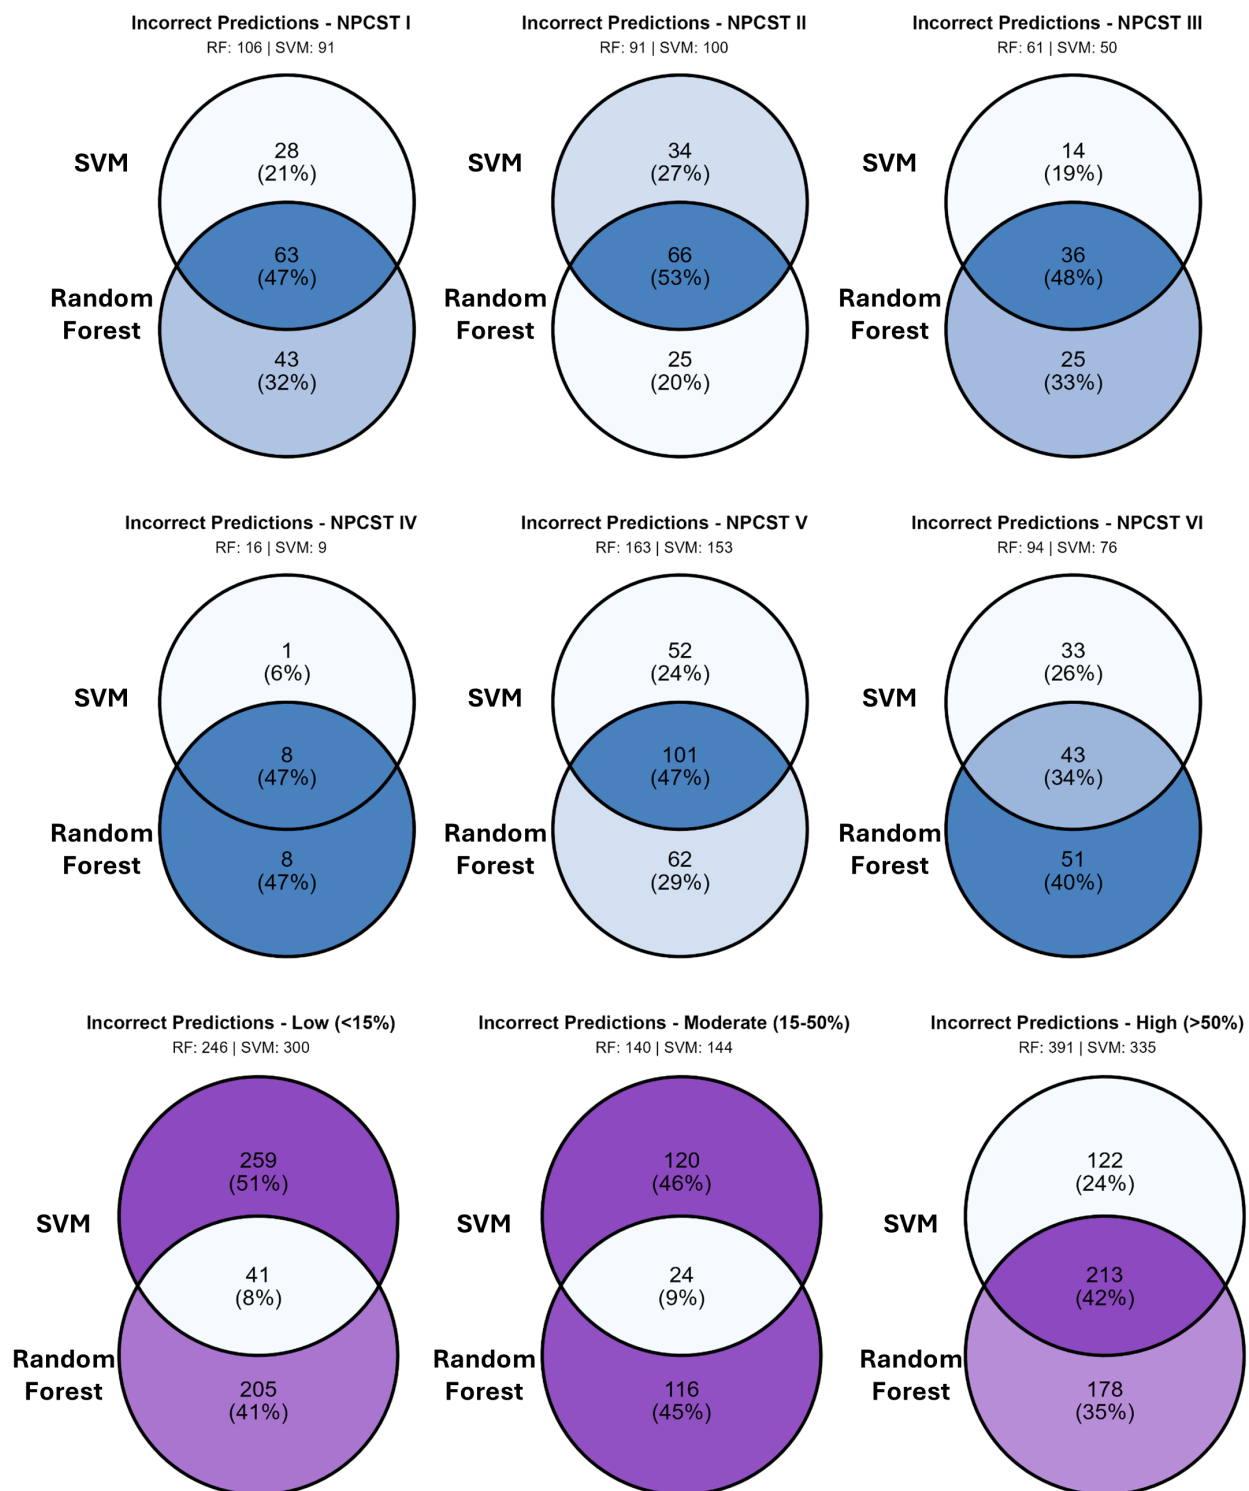 Incorrect Predictions - NPCST I
RF: 106 | SVM: 91
SVM
28
(21%)
63
(47%)
Random
Forest
43
(32%)
Incorrect Predictions - NPCST II
RF: 91 | SVM: 100
SVM
34
(27%)
66
(53%)
Random
Forest
25
(20%)
Incorrect Predictions - NPCST III
RF: 61 | SVM: 50
SVM
14
(19%)
36
(48%)
Random
Forest
25
(33%)
Incorrect Predictions - NPCST IV
RF: 16 | SVM: 9
SVM
1
(6%)
8
(47%)
Random
Forest
8
(47%)
Incorrect Predictions - NPCST V
RF: 163 | SVM: 153
SVM
52
(24%)
101
(47%)
Random
Forest
62
(29%)
Incorrect Predictions - NPCST VI
RF: 94 | SVM: 76
SVM
33
(26%)
43
(34%)
Random
Forest
51
(40%)
Incorrect Predictions - Low (<15%)
RF: 246 | SVM: 300
SVM
259
(51%)
41
(8%)
Random
Forest
205
(41%)
Incorrect Predictions - Moderate (15-50%)
RF: 140 | SVM: 144
SVM
120
(46%)
24
(9%)
Random
Forest
116
(45%)
Incorrect Predictions - High (>50%)
RF: 391 | SVM: 335
SVM
122
(24%)
213
(42%)
Random
Forest
178
(35%)